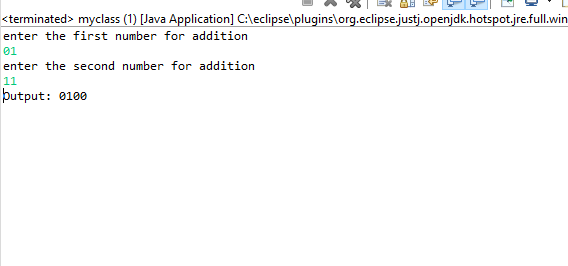 <terminated> myclass (1) [Java Application] C:\eclipse\plugins\org.eclipse.justj.openjdk.hotspot.jre.full.win
enter the first number for addition
01
enter the second number for addition
11
Output: 0100